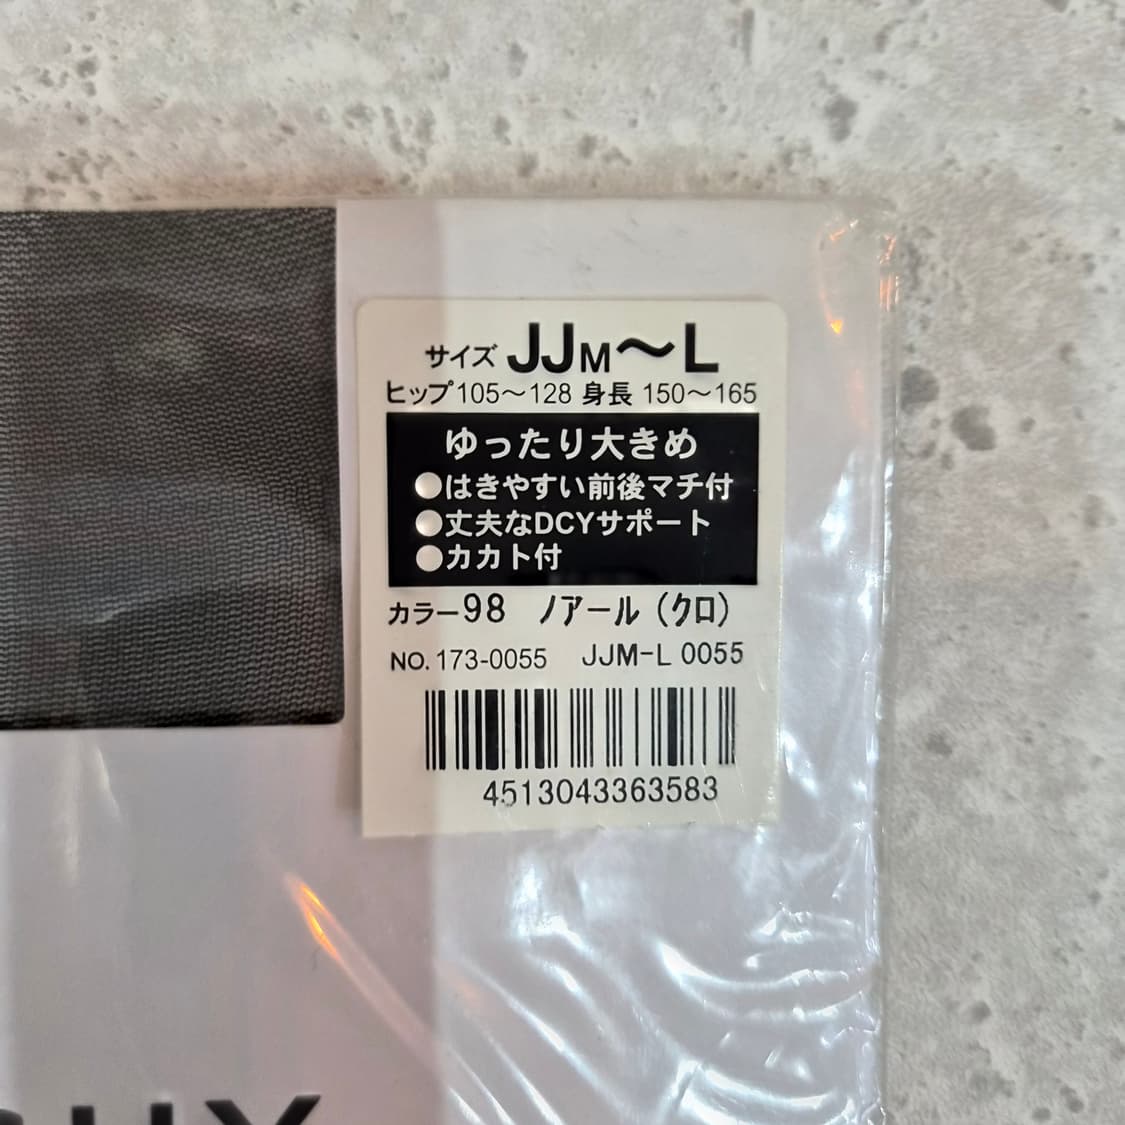 サイズ JJM〜L
ヒップ105〜128 身長 150〜165
ゆったり大きめ
●はきやすい前後マチ付
●丈夫なDCYサポート
●カカト付
カラー98 ノアール(クロ)
NO. 173-0055 JJM-L 0055
4513043363583